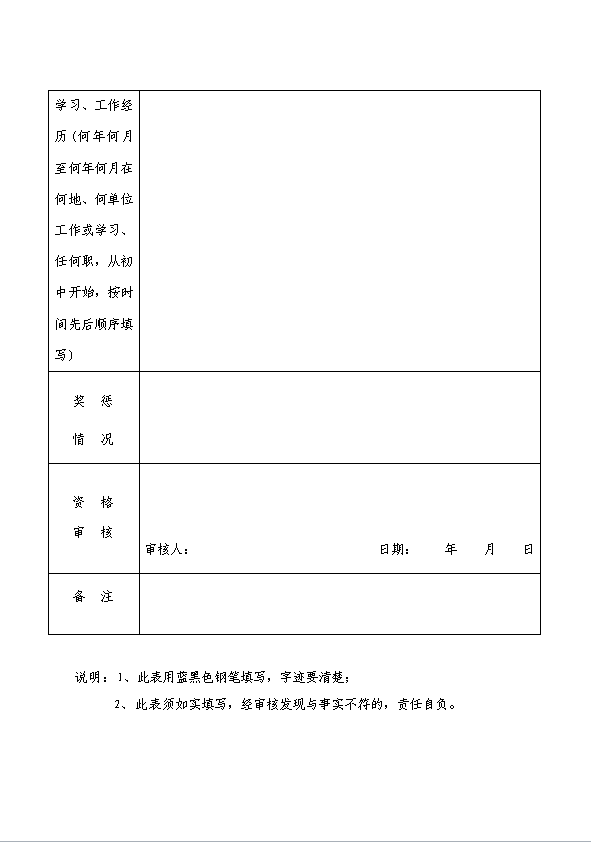 学习、工作经
历(何年何月
至何年何月在
何地、何单位
工作或学习、
任何职，从初
中开始，按时
间先后顺序填
写)
奖 惩
情 况
资 格
审 核
审核人： 日期： 年 月 日
备 注
说明：1、此表用蓝黑色钢笔填写，字迹要清楚；
2、此表须如实填写，经审核发现与事实不符的，责任自负。